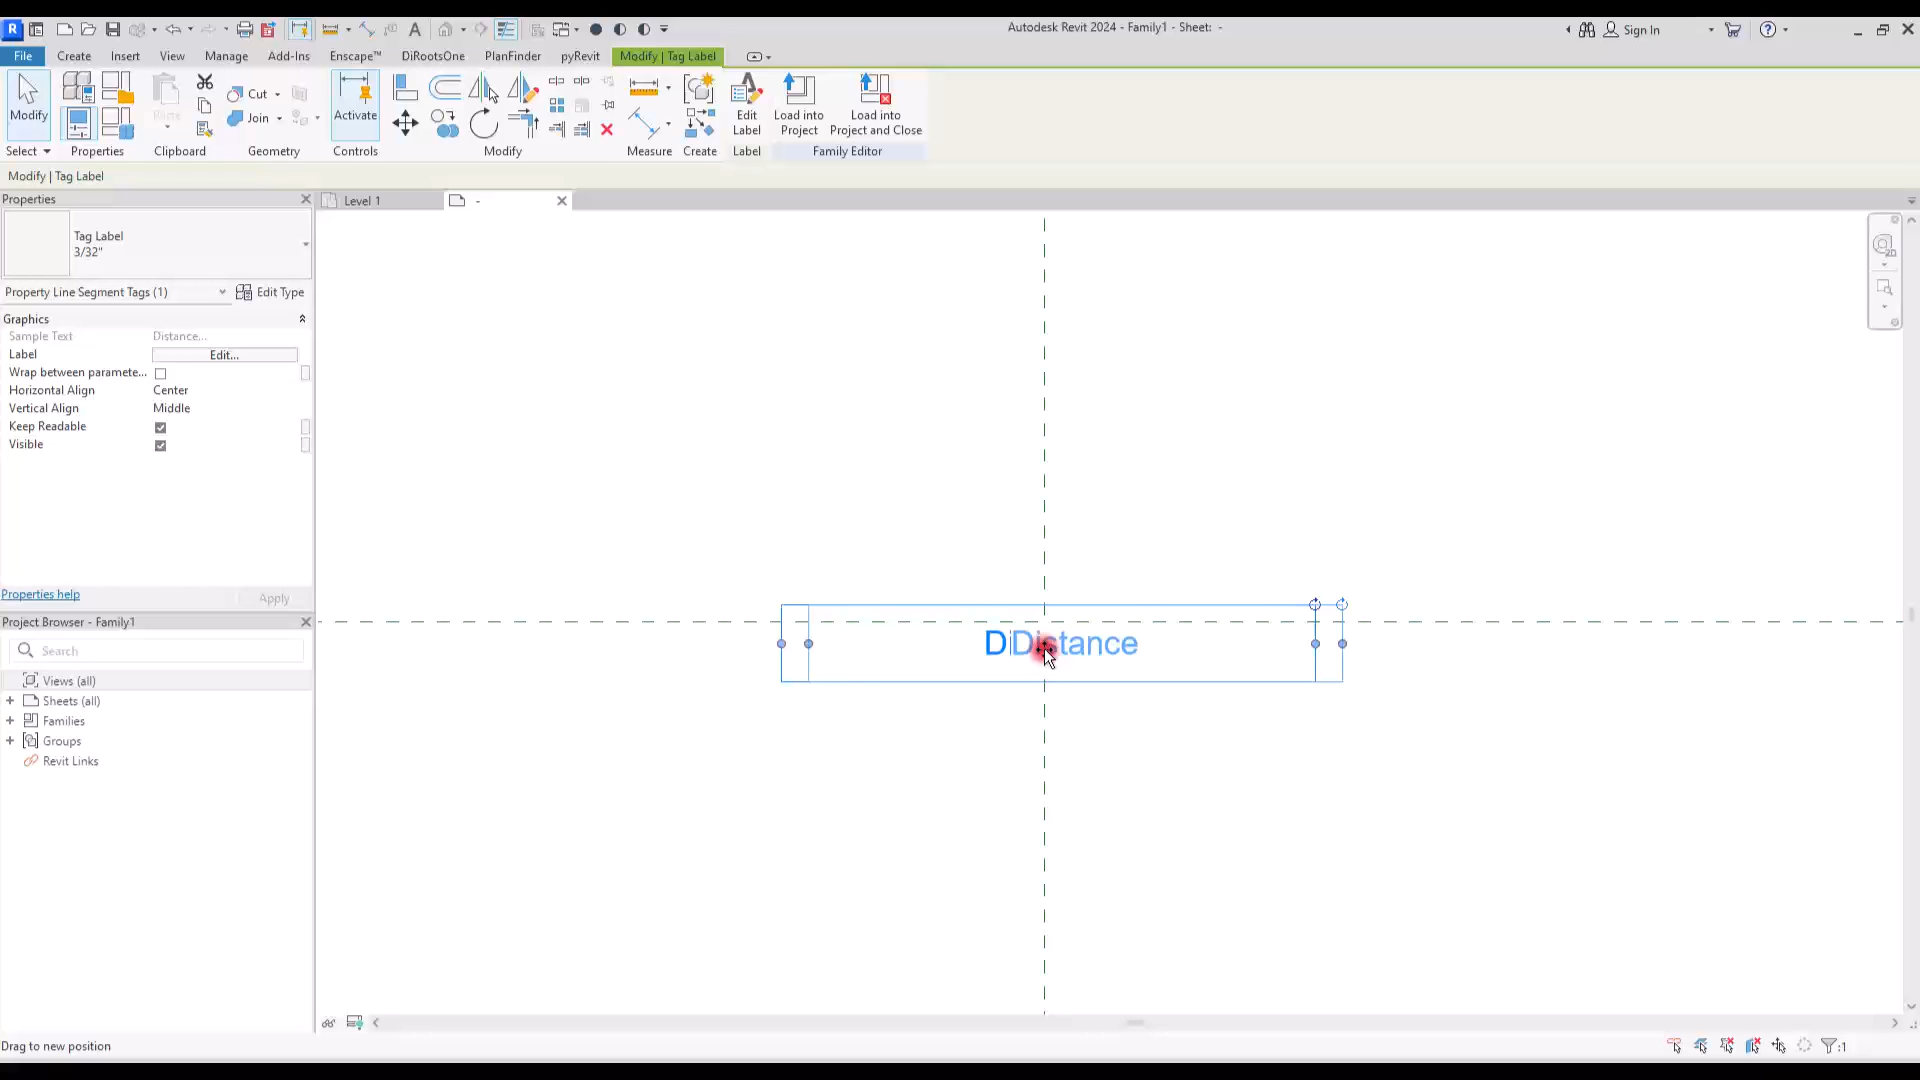 Autodesk Revit 2024 - Family1 - Sheet: -
Sign In
File Create Insert View Manage Add-Ins Enscape™ DiRootsOne PlanFinder pyRevit Modify | Tag Label
Modify
Cut
Join
Activate
Edit Label
Load into Project
Load into Project and Close
Select Properties Clipboard Geometry Controls Modify Measure Create Label Family Editor
Modify | Tag Label
Properties
Level 1
-
Tag Label
3/32"
Property Line Segment Tags (1)
Edit Type
Graphics
Sample Text Distance...
Label Edit...
Wrap between paramete...
Horizontal Align Center
Vertical Align Middle
Keep Readable
Visible
Properties help
Apply
Project Browser - Family1
Search
Views (all)
Sheets (all)
Families
Groups
Revit Links
Distance
Drag to new position
:1